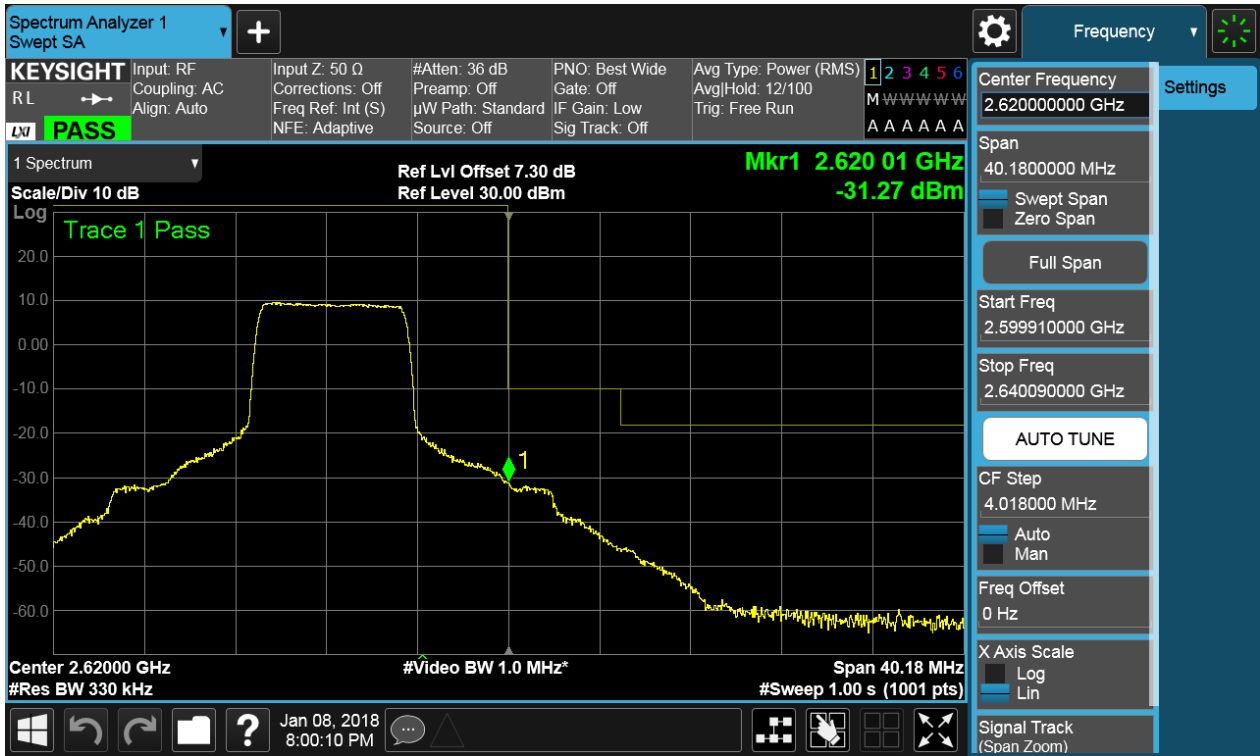 Spectrum Analyzer 1
Swept SA
Frequency
KEYSIGHT
R L
LXI
PASS
Input: RF
Coupling: AC
Align: Auto
Input Z: 50 Ω
Corrections: Off
Freq Ref: Int (S)
NFE: Adaptive
#Atten: 36 dB
Preamp: Off
µW Path: Standard
Source: Off
PNO: Best Wide
Gate: Off
IF Gain: Low
Sig Track: Off
Avg Type: Power (RMS)
Avg|Hold: 12/100
Trig: Free Run
1 2 3 4 5 6
M W W W W W
A A A A A A
1 Spectrum
Scale/Div 10 dB
Ref Lvl Offset 7.30 dB
Ref Level 30.00 dBm
Mkr1 2.620 01 GHz
-31.27 dBm
Log
Trace 1 Pass
20.0
10.0
0.00
-10.0
-20.0
-30.0
-40.0
-50.0
-60.0
1
Center 2.62000 GHz
#Video BW 1.0 MHz*
Span 40.18 MHz
#Res BW 330 kHz
#Sweep 1.00 s (1001 pts)
Jan 08, 2018
8:00:10 PM
Center Frequency
2.620000000 GHz
Settings
Span
40.1800000 MHz
Swept Span
Zero Span
Full Span
Start Freq
2.599910000 GHz
Stop Freq
2.640090000 GHz
AUTO TUNE
CF Step
4.018000 MHz
Auto
Man
Freq Offset
0 Hz
X Axis Scale
Log
Lin
Signal Track
(Span Zoom)